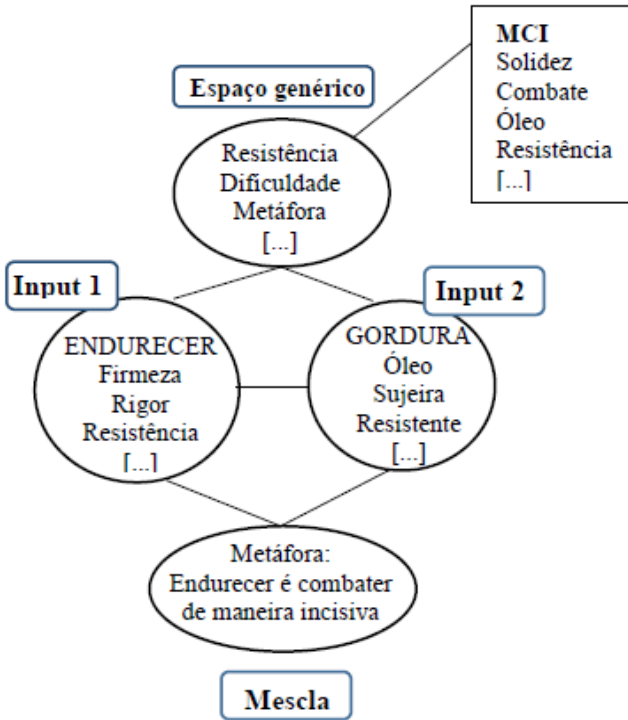 MCI
Solidez
Combate
Óleo
Resistência
[...]
Espaço genérico
Resistência
Dificuldade
Metáfora
[...]
Input 1
ENDURECER
Firmeza
Rigor
Resistência
[...]
Input 2
GORDURA
Óleo
Sujeira
Resistente
[...]
Metáfora:
Endurecer é combater
de maneira incisiva
Mescla